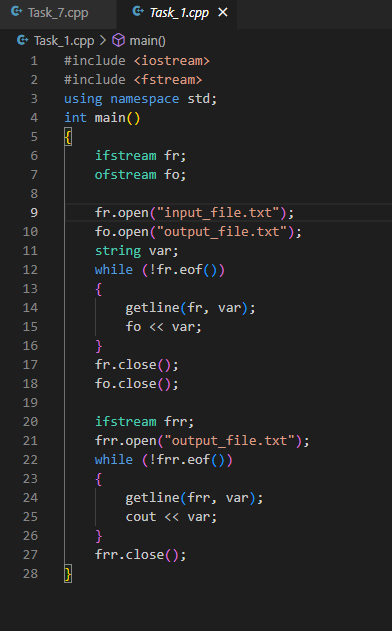 Task_7.cpp Task_1.cpp ×
Task_1.cpp > main()
1 #include <iostream>
2 #include <fstream>
3 using namespace std;
4 int main()
5 {
6 ifstream fr;
7 ofstream fo;
8
9 fr.open("input_file.txt");
10 fo.open("output_file.txt");
11 string var;
12 while (!fr.eof())
13 {
14 getline(fr, var);
15 fo << var;
16 }
17 fr.close();
18 fo.close();
19
20 ifstream frr;
21 frr.open("output_file.txt");
22 while (!frr.eof())
23 {
24 getline(frr, var);
25 cout << var;
26 }
27 frr.close();
28 }